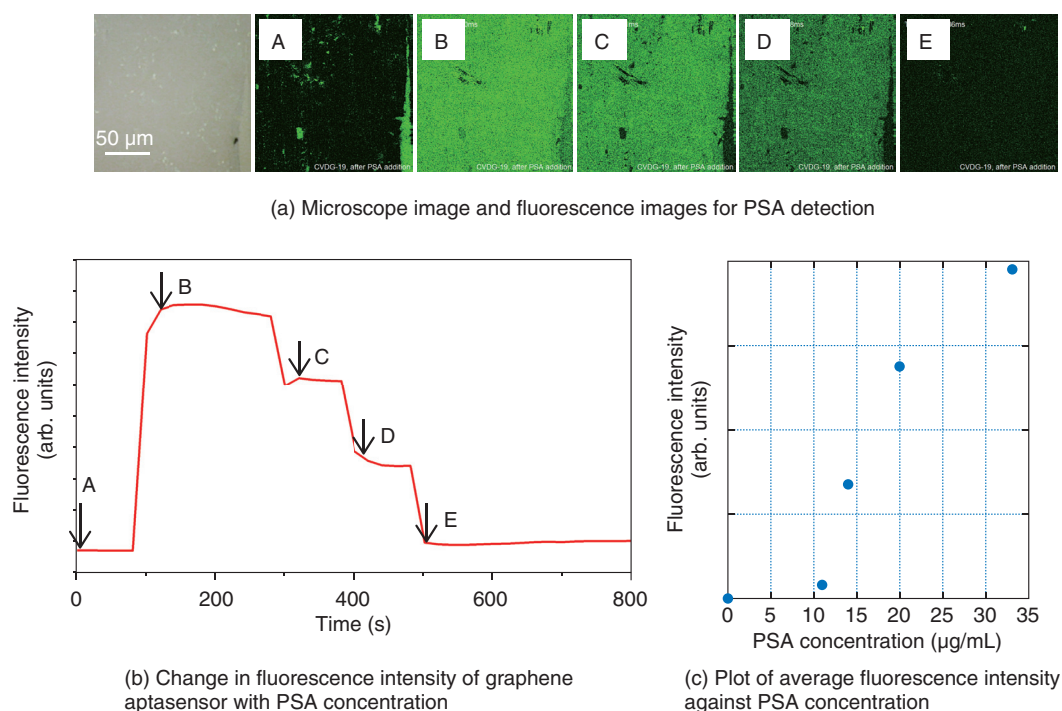 A
B
C
D
E
50 µm
CVDG-19, after PSA addition
CVDG-19, after PSA addition
CVDG-19, after PSA addition
CVDG-19, after PSA addition
CVDG-19, after PSA addition
(a) Microscope image and fluorescence images for PSA detection
Fluorescence intensity
(arb. units)
A
B
C
D
E
0
200
400
600
800
Time (s)
(b) Change in fluorescence intensity of graphene
aptasensor with PSA concentration
Fluorescence intensity
(arb. units)
0
5
10
15
20
25
30
35
PSA concentration (µg/mL)
(c) Plot of average fluorescence intensity
against PSA concentration